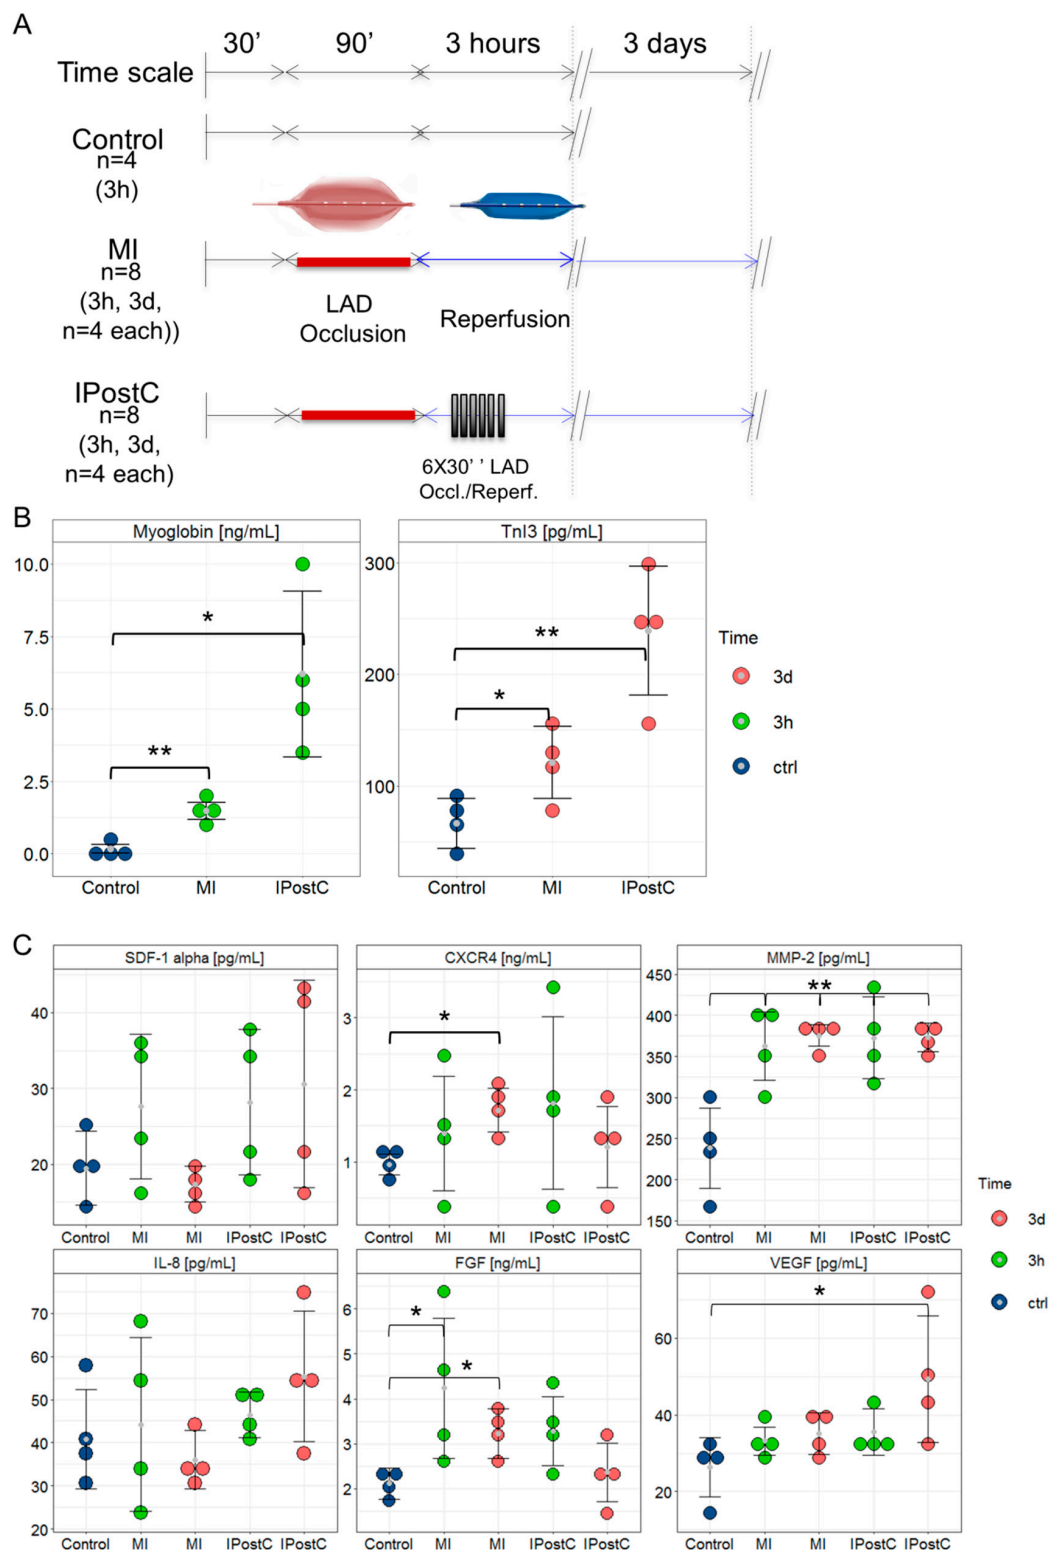 A
30’ 90’ 3 hours 3 days
Time scale
Control
n=4
(3h)
MI
n=8
(3h, 3d,
n=4 each))
LAD
Occlusion
Reperfusion
IPostC
n=8
(3h, 3d,
n=4 each)
6X30’ ’ LAD
Occl./Reperf.
B
Myoglobin [ng/mL]
10.0
7.5
5.0
2.5
0.0
*
**
Control MI IPostC
TnI3 [pg/mL]
300
200
100
**
*
Control MI IPostC
Time
3d
3h
ctrl
C
SDF-1 alpha [pg/mL]
40
30
20
Control MI MI IPostC IPostC
CXCR4 [ng/mL]
3
2
1
*
Control MI MI IPostC IPostC
MMP-2 [pg/mL]
450
400
350
300
250
200
150
**
Control MI MI IPostC IPostC
IL-8 [pg/mL]
70
60
50
40
30
20
Control MI MI IPostC IPostC
FGF [ng/mL]
6
5
4
3
2
*
*
Control MI MI IPostC IPostC
VEGF [pg/mL]
60
40
20
*
Control MI MI IPostC IPostC
Time
3d
3h
ctrl